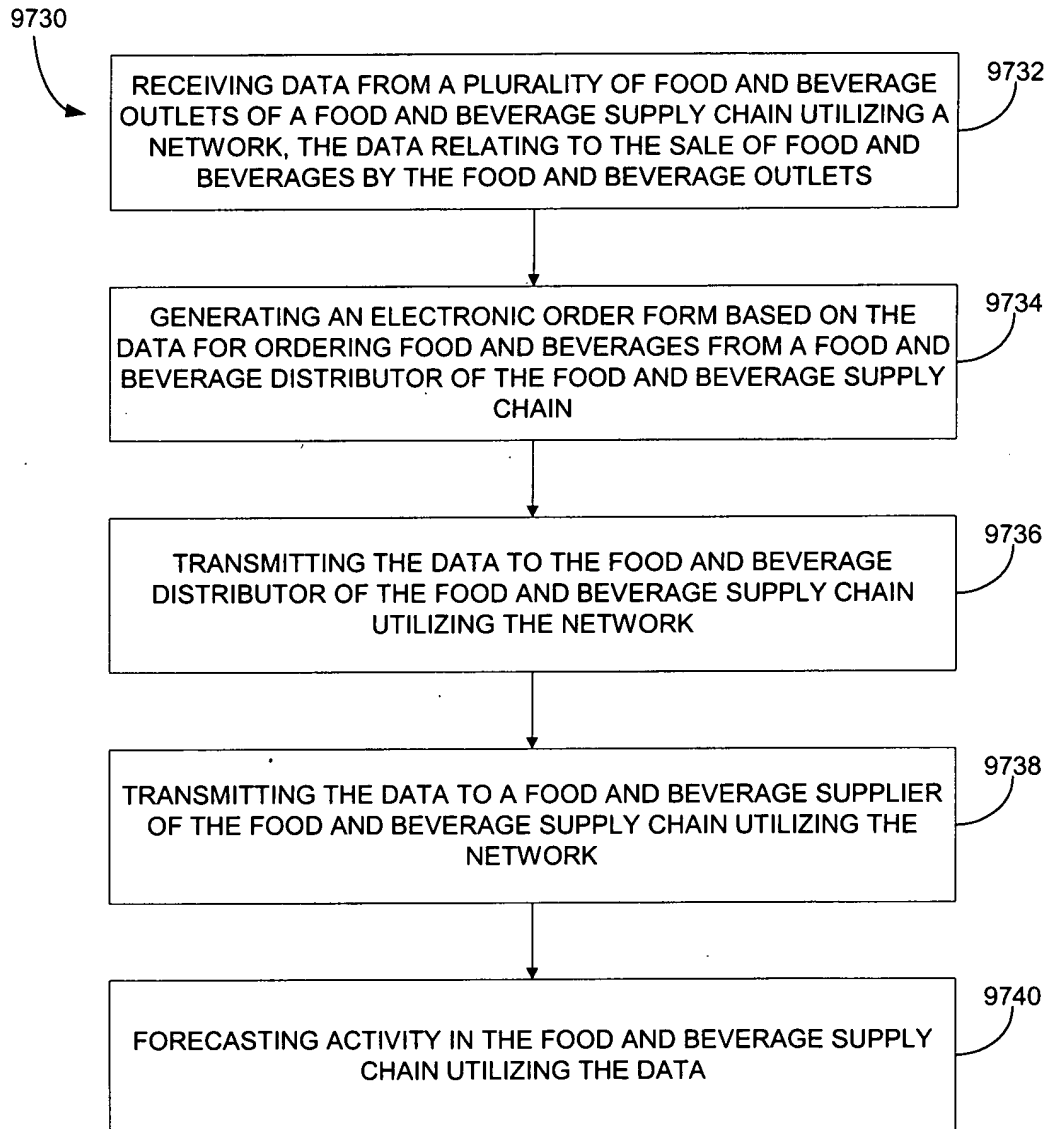 9730
RECEIVING DATA FROM A PLURALITY OF FOOD AND BEVERAGE
OUTLETS OF A FOOD AND BEVERAGE SUPPLY CHAIN UTILIZING A
NETWORK, THE DATA RELATING TO THE SALE OF FOOD AND
BEVERAGES BY THE FOOD AND BEVERAGE OUTLETS
9732
GENERATING AN ELECTRONIC ORDER FORM BASED ON THE
DATA FOR ORDERING FOOD AND BEVERAGES FROM A FOOD AND
BEVERAGE DISTRIBUTOR OF THE FOOD AND BEVERAGE SUPPLY
CHAIN
9734
TRANSMITTING THE DATA TO THE FOOD AND BEVERAGE
DISTRIBUTOR OF THE FOOD AND BEVERAGE SUPPLY CHAIN
UTILIZING THE NETWORK
9736
TRANSMITTING THE DATA TO A FOOD AND BEVERAGE SUPPLIER
OF THE FOOD AND BEVERAGE SUPPLY CHAIN UTILIZING THE
NETWORK
9738
FORECASTING ACTIVITY IN THE FOOD AND BEVERAGE SUPPLY
CHAIN UTILIZING THE DATA
9740